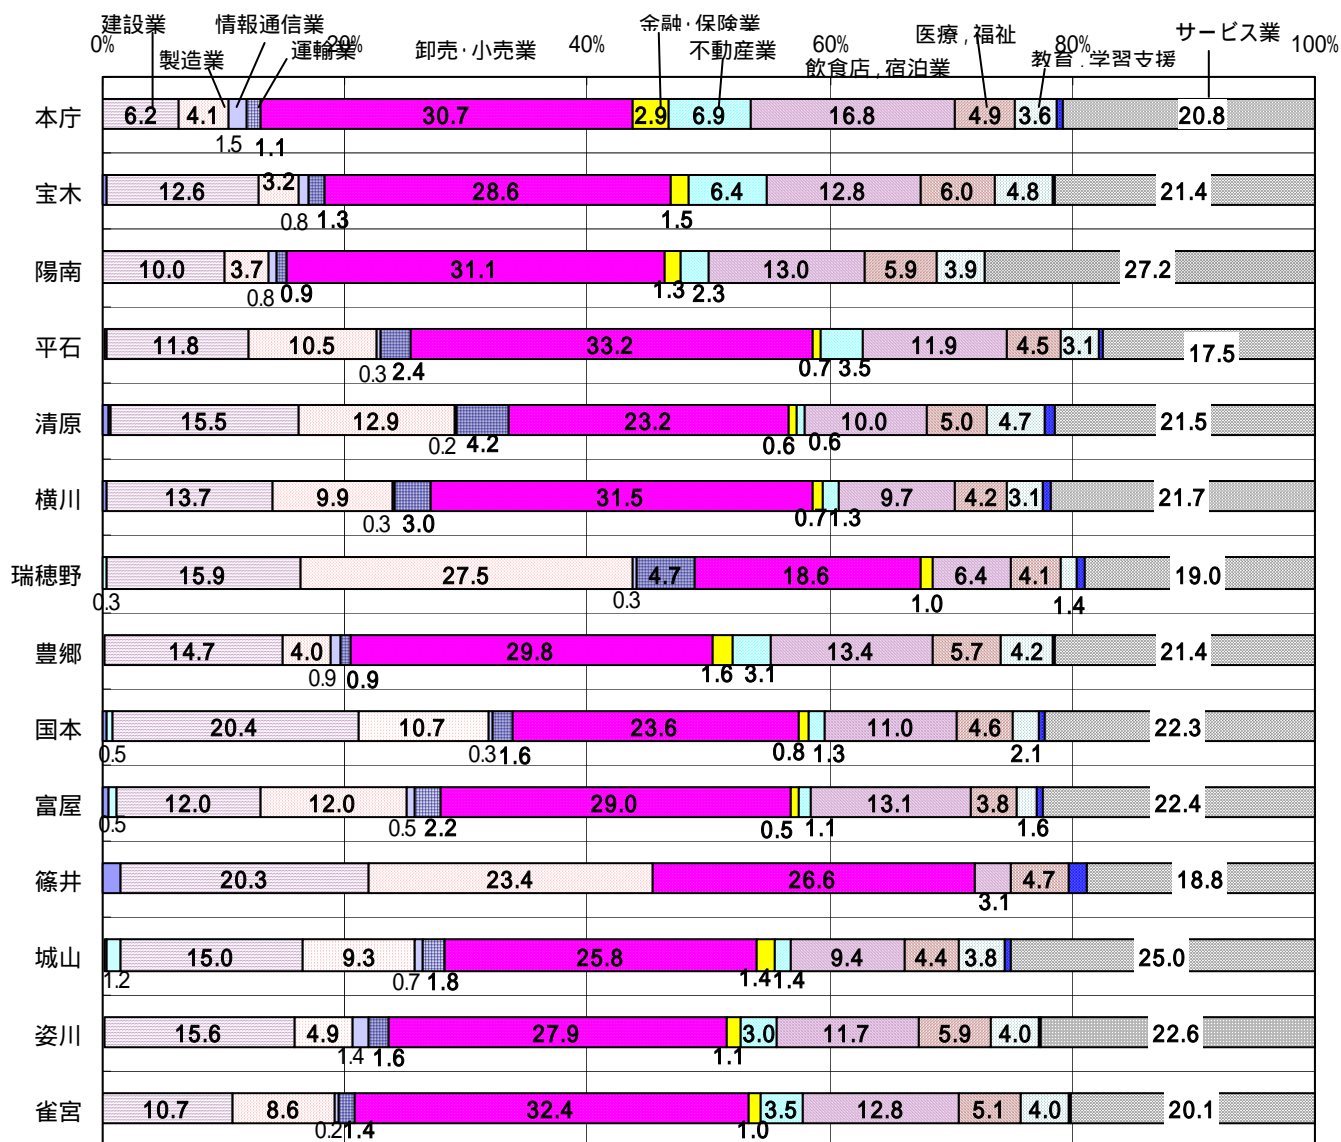 建設業 情報通信業 金融・保険業 サービス業
0% 20% 40% 60% 80% 100%
製造業 運輸業 卸売・小売業 不動産業 飲食店，宿泊業 医療，福祉 教育，学習支援
本庁 6.2 4.1 30.7 2.9 6.9 16.8 4.9 3.6 20.8
1.5 1.1
宝木 12.6 3.2 28.6 6.4 12.8 6.0 4.8 21.4
0.8 1.3 1.5
陽南 10.0 3.7 31.1 13.0 5.9 3.9 27.2
0.8 0.9 1.3 2.3
平石 11.8 10.5 33.2 11.9 4.5 3.1 17.5
0.3 2.4 0.7 3.5
清原 15.5 12.9 23.2 10.0 5.0 4.7 21.5
0.2 4.2 0.6 0.6
横川 13.7 9.9 31.5 9.7 4.2 3.1 21.7
0.3 3.0 0.7 1.3
瑞穂野 15.9 27.5 4.7 18.6 6.4 4.1 19.0
0.3 0.3 1.0 1.4
豊郷 14.7 4.0 29.8 13.4 5.7 4.2 21.4
0.9 0.9 1.6 3.1
国本 20.4 10.7 23.6 11.0 4.6 22.3
0.5 0.3 1.6 0.8 1.3 2.1
富屋 12.0 12.0 29.0 13.1 3.8 22.4
0.5 0.5 2.2 0.5 1.1 1.6
篠井 20.3 23.4 26.6 4.7 18.8
3.1
城山 15.0 9.3 25.8 9.4 4.4 3.8 25.0
1.2 0.7 1.8 1.4 1.4
姿川 15.6 4.9 27.9 3.0 11.7 5.9 4.0 22.6
1.4 1.6 1.1
雀宮 10.7 8.6 32.4 3.5 12.8 5.1 4.0 20.1
0.2 1.4 1.0